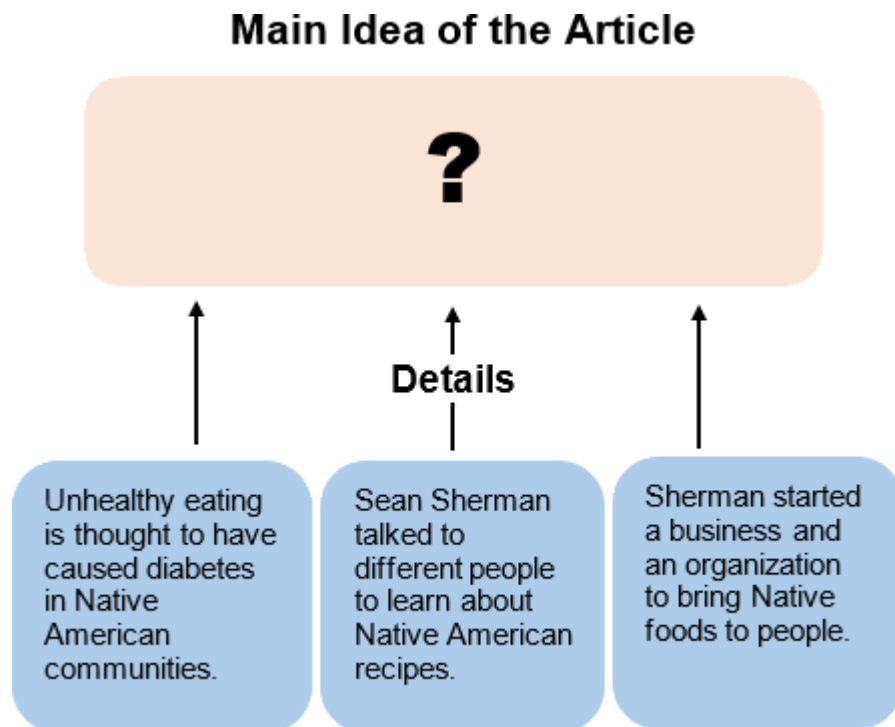 Main Idea of the Article
?
Details
Unhealthy eating
is thought to have
caused diabetes
in Native
American
communities.
Sean Sherman
talked to
different people
to learn about
Native American
recipes.
Sherman started
a business and
an organization
to bring Native
foods to people.